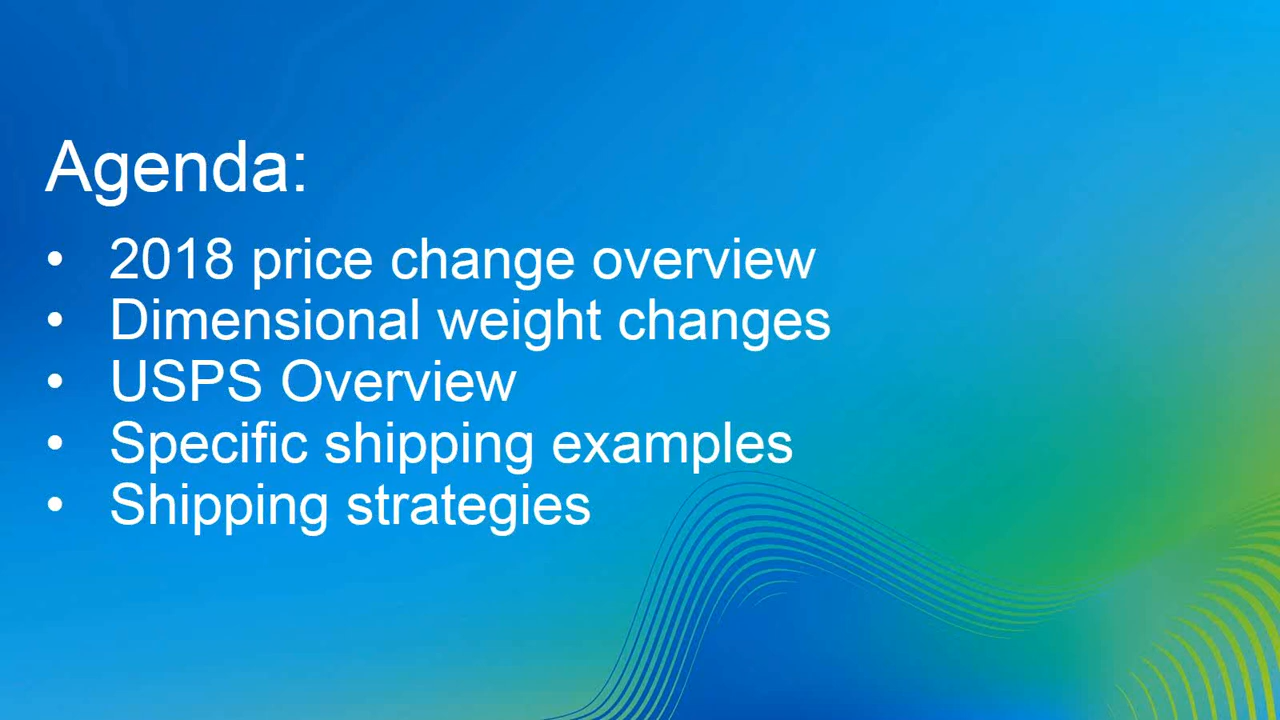 Agenda:
• 2018 price change overview
• Dimensional weight changes
• USPS Overview
• Specific shipping examples
• Shipping strategies